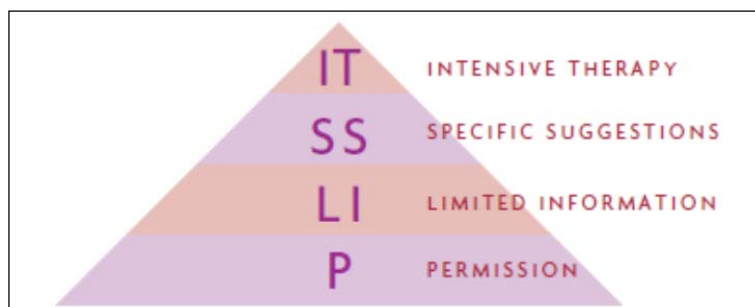 IT INTENSIVE THERAPY
SS SPECIFIC SUGGESTIONS
LI LIMITED INFORMATION
P PERMISSION